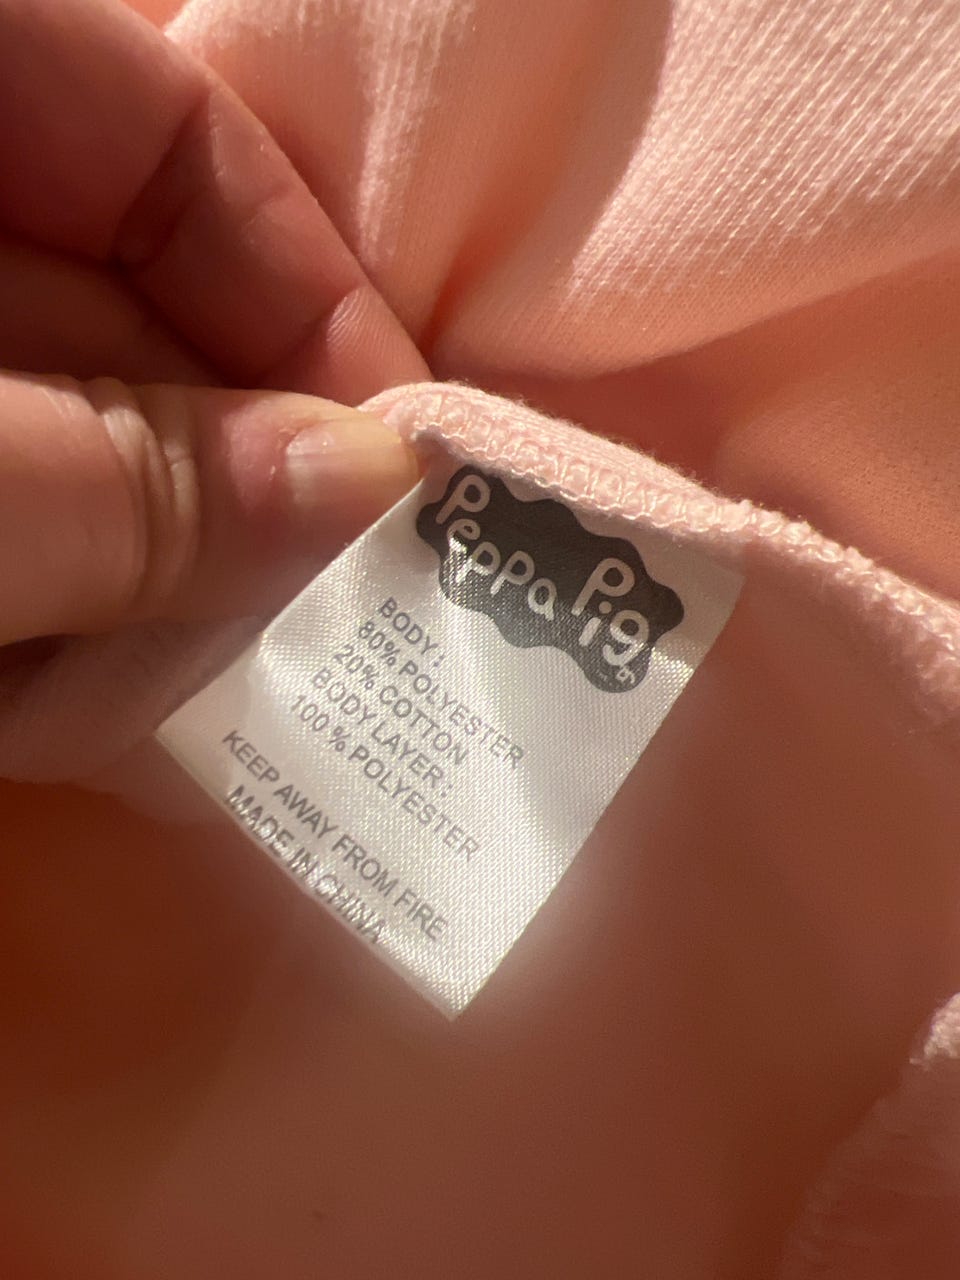 Peppa Pig
BODY:
80% POLYESTER
20% COTTON
BODY LAYER:
100 % POLYESTER
KEEP AWAY FROM FIRE
MADE IN CHINA